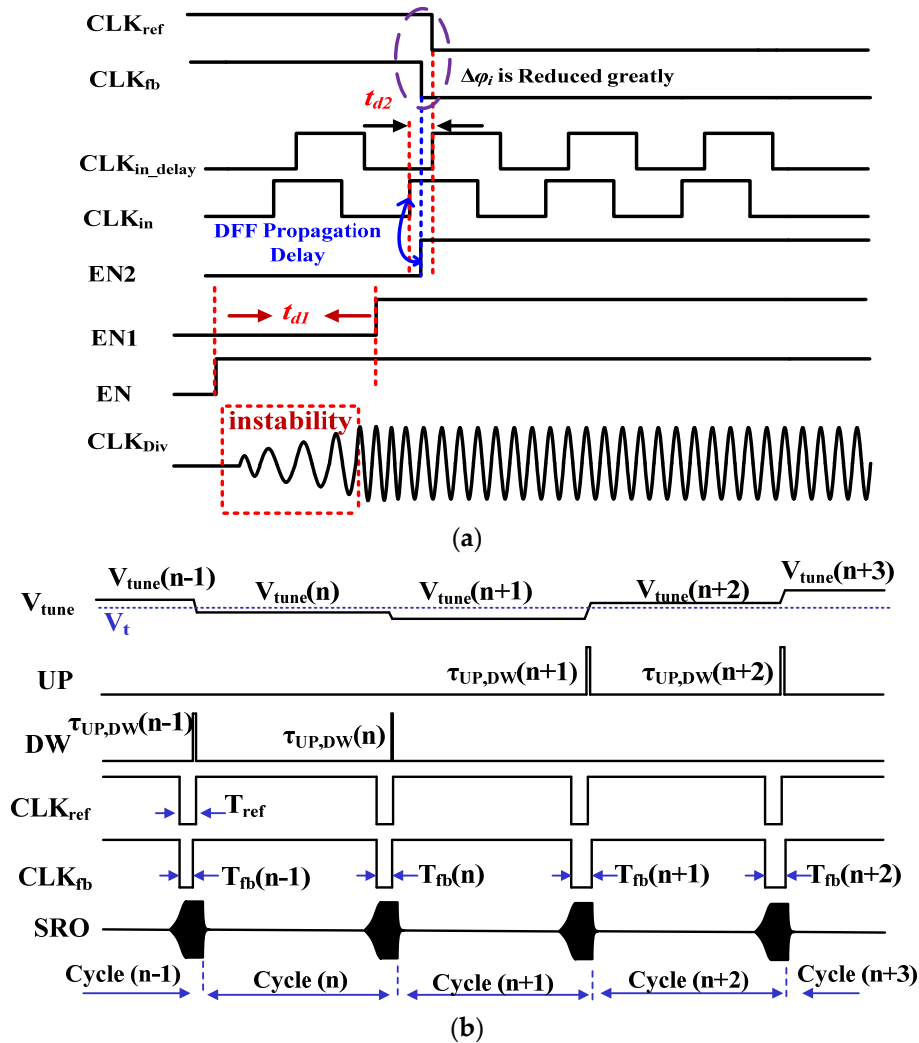 CLKref
CLKfb
Δφi is Reduced greatly
td2
CLKin_delay
CLKin
DFF Propagation
Delay
EN2
td1
EN1
EN
instability
CLKDiv
(a)
Vtune(n-1)
Vtune(n)
Vtune(n+1)
Vtune(n+2)
Vtune(n+3)
Vtune
Vt
UP
τUP,DW(n+1)
τUP,DW(n+2)
DW
τUP,DW(n-1)
τUP,DW(n)
CLKref
Tref
CLKfb
Tfb(n-1)
Tfb(n)
Tfb(n+1)
Tfb(n+2)
SRO
Cycle (n-1)
Cycle (n)
Cycle (n+1)
Cycle (n+2)
Cycle (n+3)
(b)